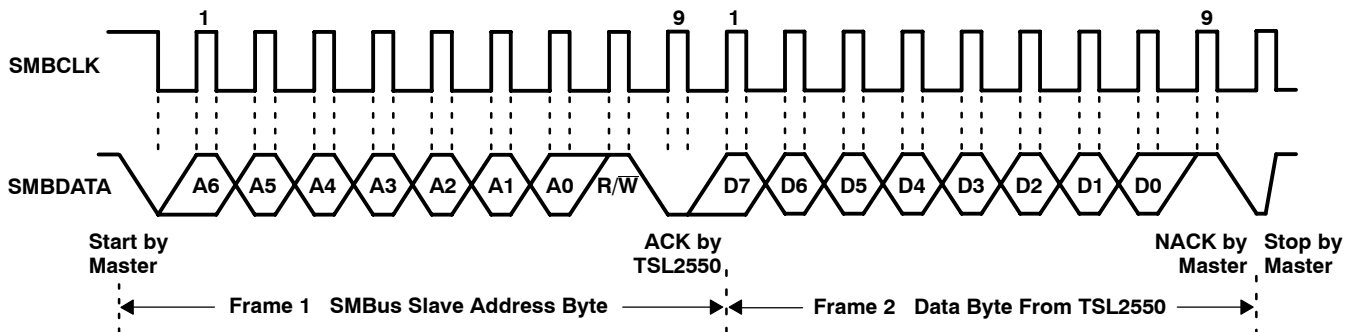 1 9 1 9
SMBCLK
SMBDATA
A6 A5 A4 A3 A2 A1 A0 R/W̅ D7 D6 D5 D4 D3 D2 D1 D0
Start by
Master
ACK by
TSL2550
NACK by
Master
Stop by
Master
Frame 1 SMBus Slave Address Byte
Frame 2 Data Byte From TSL2550